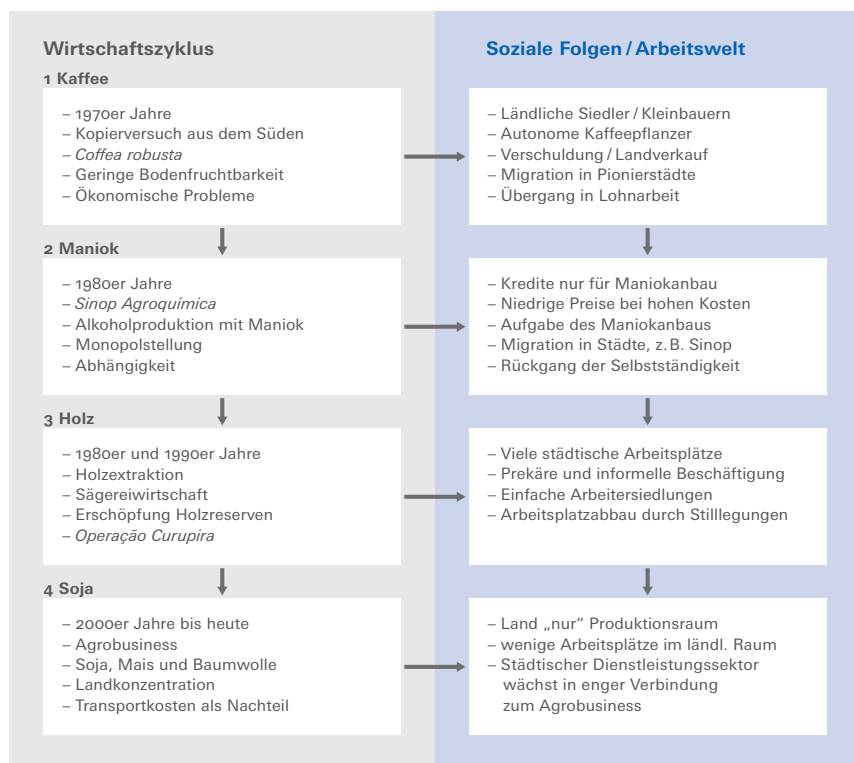 Wirtschaftszyklus
Soziale Folgen / Arbeitswelt
1 Kaffee
– 1970er Jahre
– Kopierversuch aus dem Süden
– Coffea robusta
– Geringe Bodenfruchtbarkeit
– Ökonomische Probleme
– Ländliche Siedler / Kleinbauern
– Autonome Kaffeepflanzer
– Verschuldung / Landverkauf
– Migration in Pionierstädte
– Übergang in Lohnarbeit
2 Maniok
– 1980er Jahre
– Sinop Agroquímica
– Alkoholproduktion mit Maniok
– Monopolstellung
– Abhängigkeit
– Kredite nur für Maniokanbau
– Niedrige Preise bei hohen Kosten
– Aufgabe des Maniokanbaus
– Migration in Städte, z. B. Sinop
– Rückgang der Selbstständigkeit
3 Holz
– 1980er und 1990er Jahre
– Holzextraktion
– Sägereiwirtschaft
– Erschöpfung Holzreserven
– Operação Curupira
– Viele städtische Arbeitsplätze
– Prekäre und informelle Beschäftigung
– Einfache Arbeitersiedlungen
– Arbeitsplatzabbau durch Stilllegungen
4 Soja
– 2000er Jahre bis heute
– Agrobusiness
– Soja, Mais und Baumwolle
– Landkonzentration
– Transportkosten als Nachteil
– Land „nur“ Produktionsraum
– wenige Arbeitsplätze im ländl. Raum
– Städtischer Dienstleistungssektor
wächst in enger Verbindung
zum Agrobusiness